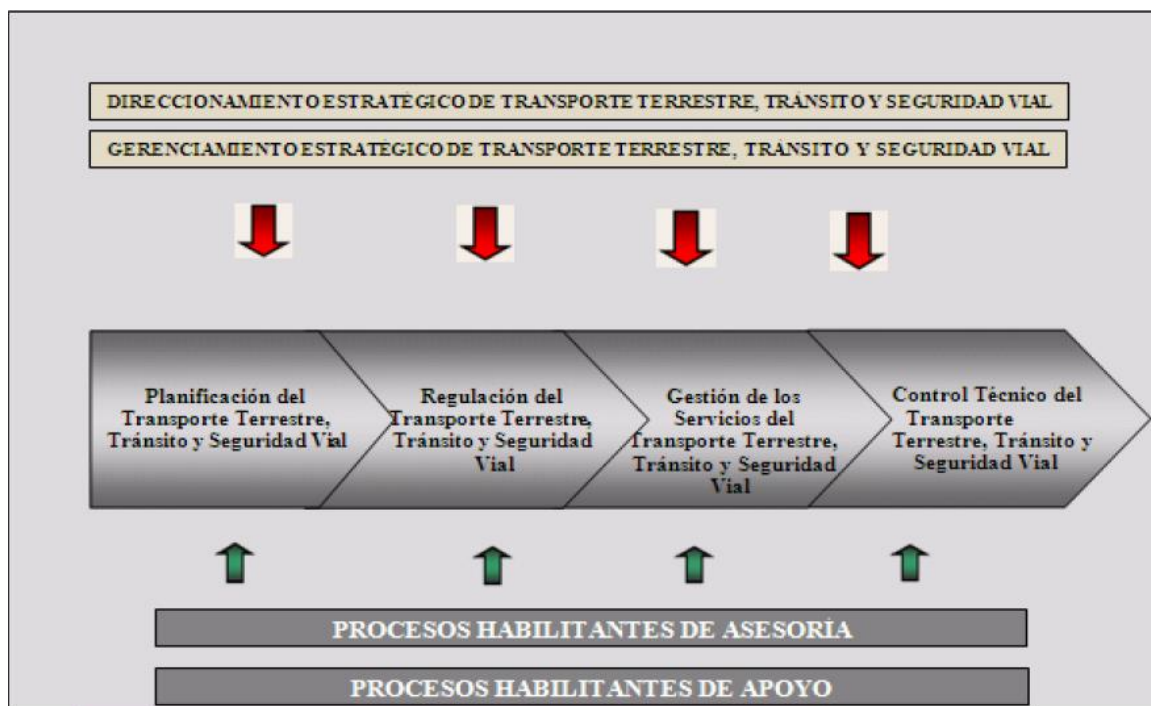 DIRECCIONAMIENTO ESTRATÉGICO DE TRANSPORTE TERRESTRE, TRÁNSITO Y SEGURIDAD VIAL
GERENCIAMIENTO ESTRATÉGICO DE TRANSPORTE TERRESTRE, TRÁNSITO Y SEGURIDAD VIAL
Planificación del
Transporte Terrestre,
Tránsito y Seguridad Vial
Regulación del
Transporte Terrestre,
Tránsito y Seguridad
Vial
Gestión de los
Servicios del
Transporte Terrestre,
Tránsito y Seguridad
Vial
Control Técnico del
Transporte
Terrestre, Tránsito y
Seguridad Vial
PROCESOS HABILITANTES DE ASESORÍA
PROCESOS HABILITANTES DE APOYO